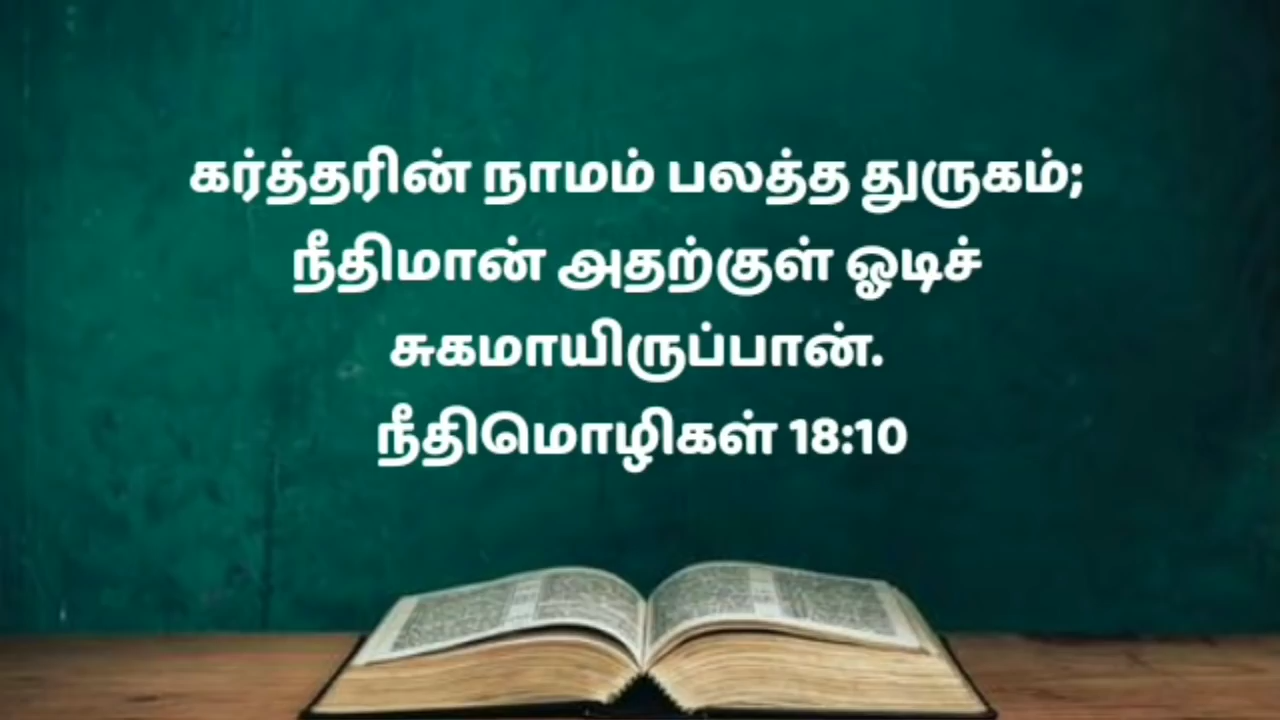 கர்த்தரின் நாமம் பலத்த துருகம்;
நீதிமான் அதற்குள் ஓடிச்
சுகமாயிருப்பான்.
நீதிமொழிகள் 18:10